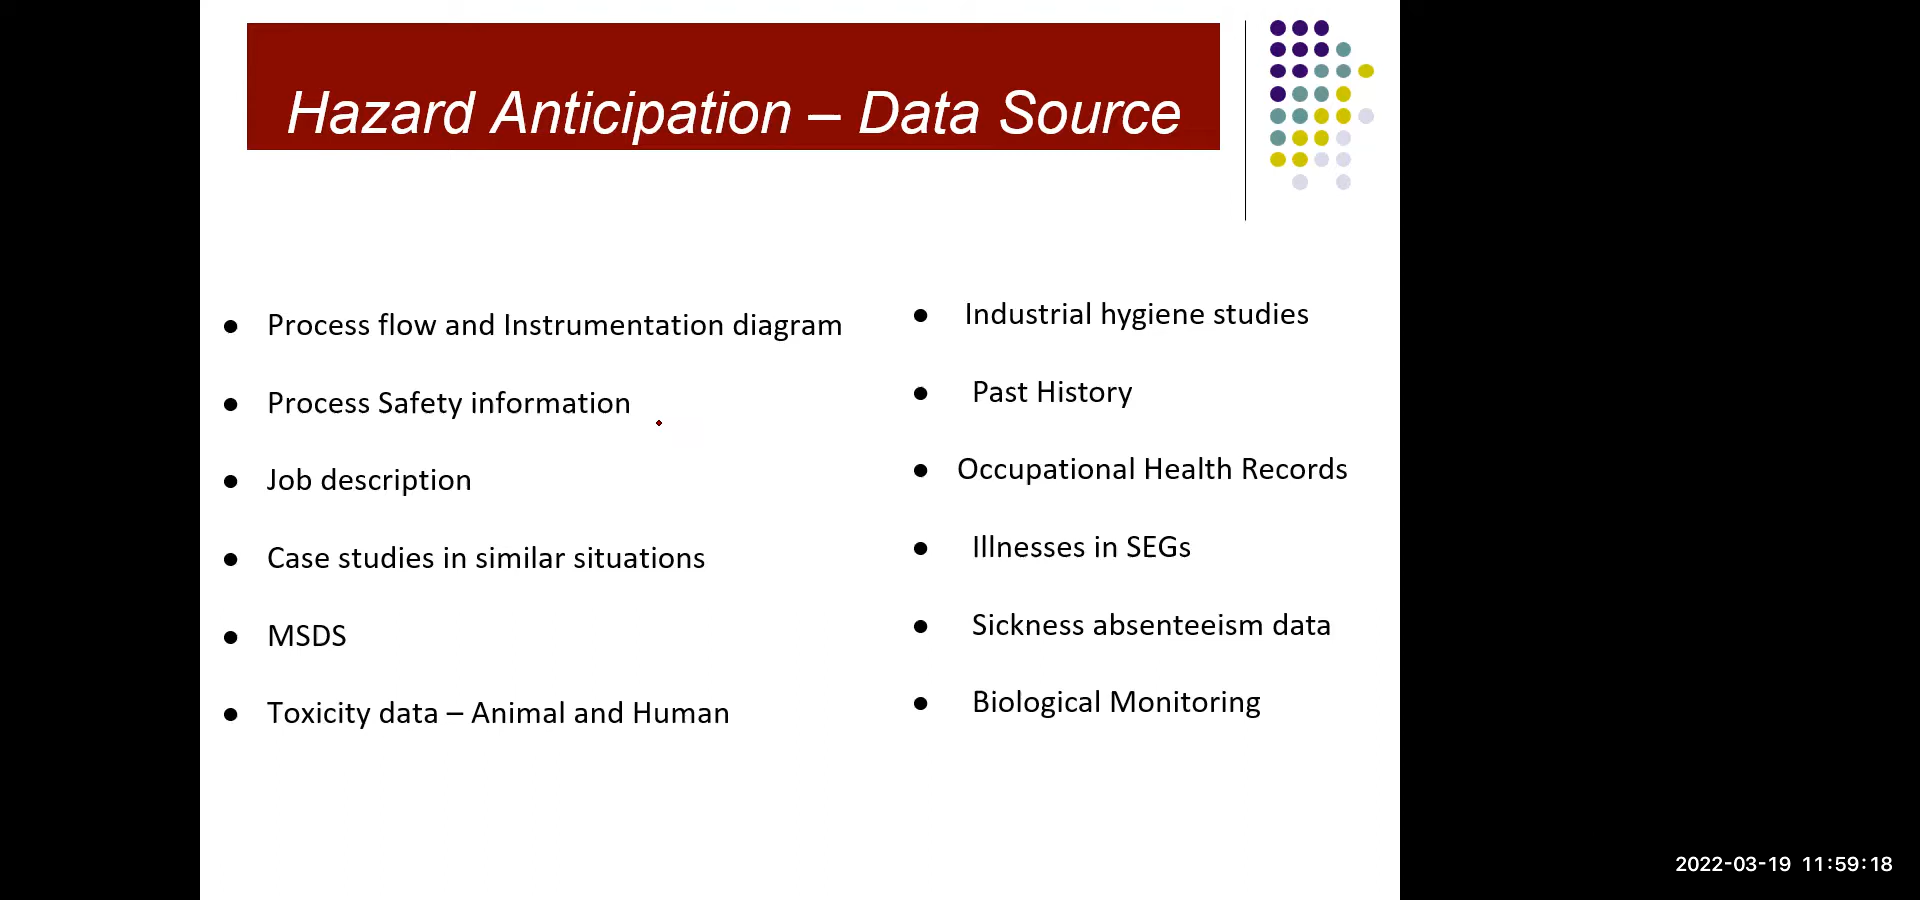 Hazard Anticipation – Data Source
● Process flow and Instrumentation diagram
● Process Safety information
● Job description
● Case studies in similar situations
● MSDS
● Toxicity data – Animal and Human
● Industrial hygiene studies
● Past History
● Occupational Health Records
● Illnesses in SEGs
● Sickness absenteeism data
● Biological Monitoring
2022-03-19 11:59:18